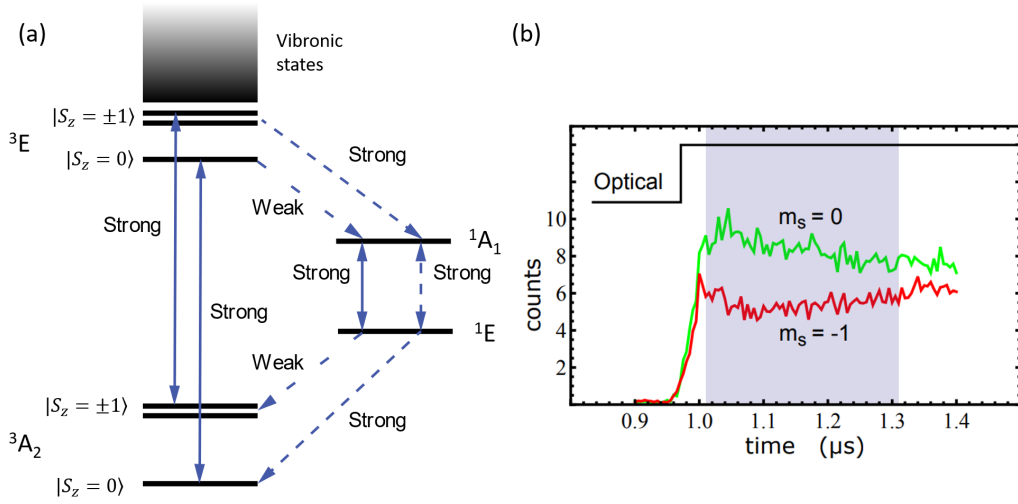 (a)
Vibronic
states
|S_z = ±1⟩
³E
|S_z = 0⟩
Strong
Weak
Strong
¹A₁
Strong
Strong
Strong
¹E
Weak
Strong
|S_z = ±1⟩
³A₂
|S_z = 0⟩
(b)
Optical
m_s = 0
m_s = -1
counts
10
8
6
4
2
0.9 1.0 1.1 1.2 1.3 1.4
time (μs)